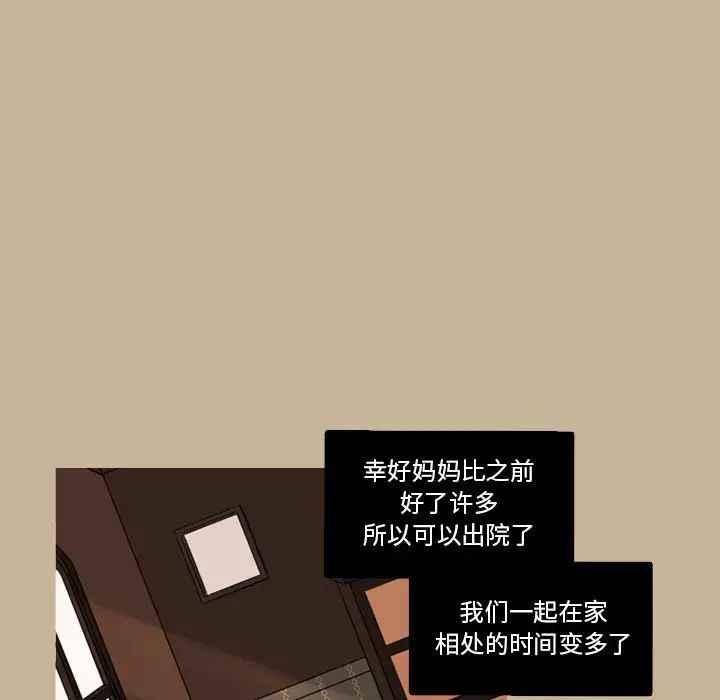 幸好妈妈比之前
好了许多
所以可以出院了
我们一起在家
相处的时间变多了